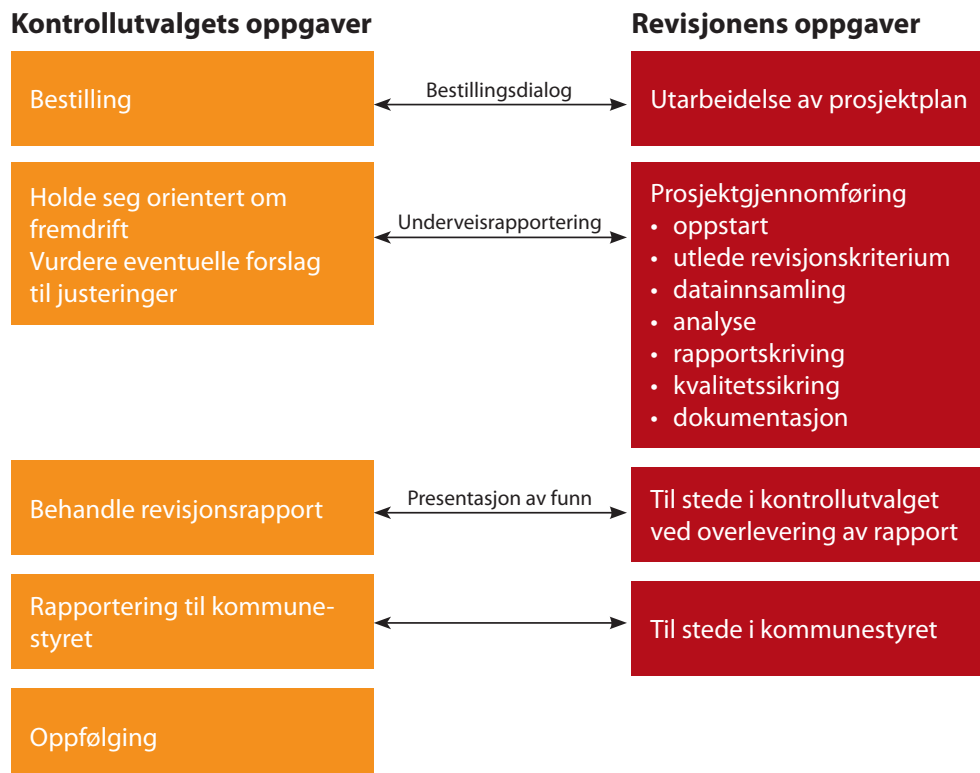 Kontrollutvalgets oppgaver
Revisjonens oppgaver
Bestilling
Bestillingsdialog
Utarbeidelse av prosjektplan
Holde seg orientert om
fremdrift
Vurdere eventuelle forslag
til justeringer
Underveisrapportering
Prosjektgjennomføring
• oppstart
• utlede revisjonskriterium
• datainnsamling
• analyse
• rapportskriving
• kvalitetssikring
• dokumentasjon
Behandle revisjonsrapport
Presentasjon av funn
Til stede i kontrollutvalget
ved overlevering av rapport
Rapportering til kommune-
styret
Til stede i kommunestyret
Oppfølging